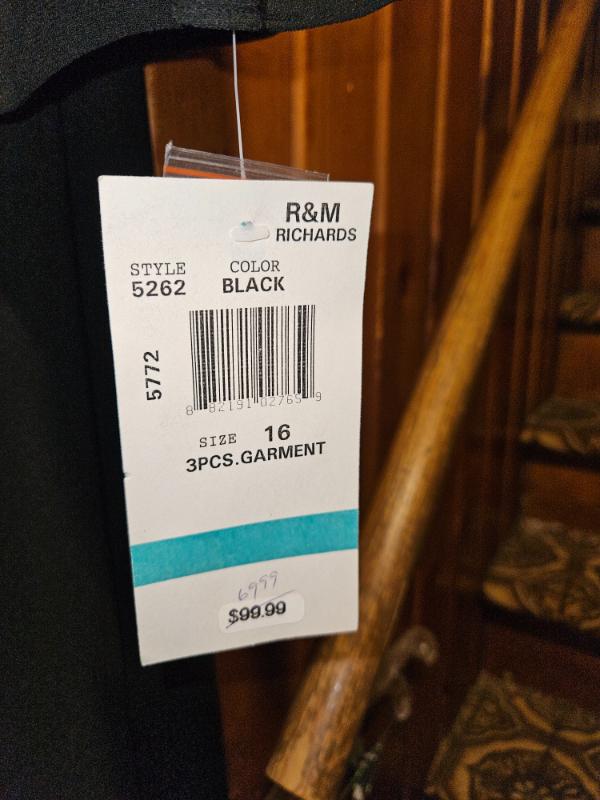 R&M
RICHARDS
STYLE COLOR
5262 BLACK
5772
8 82191 02765 9
SIZE 16
3PCS.GARMENT
6999
$99.99